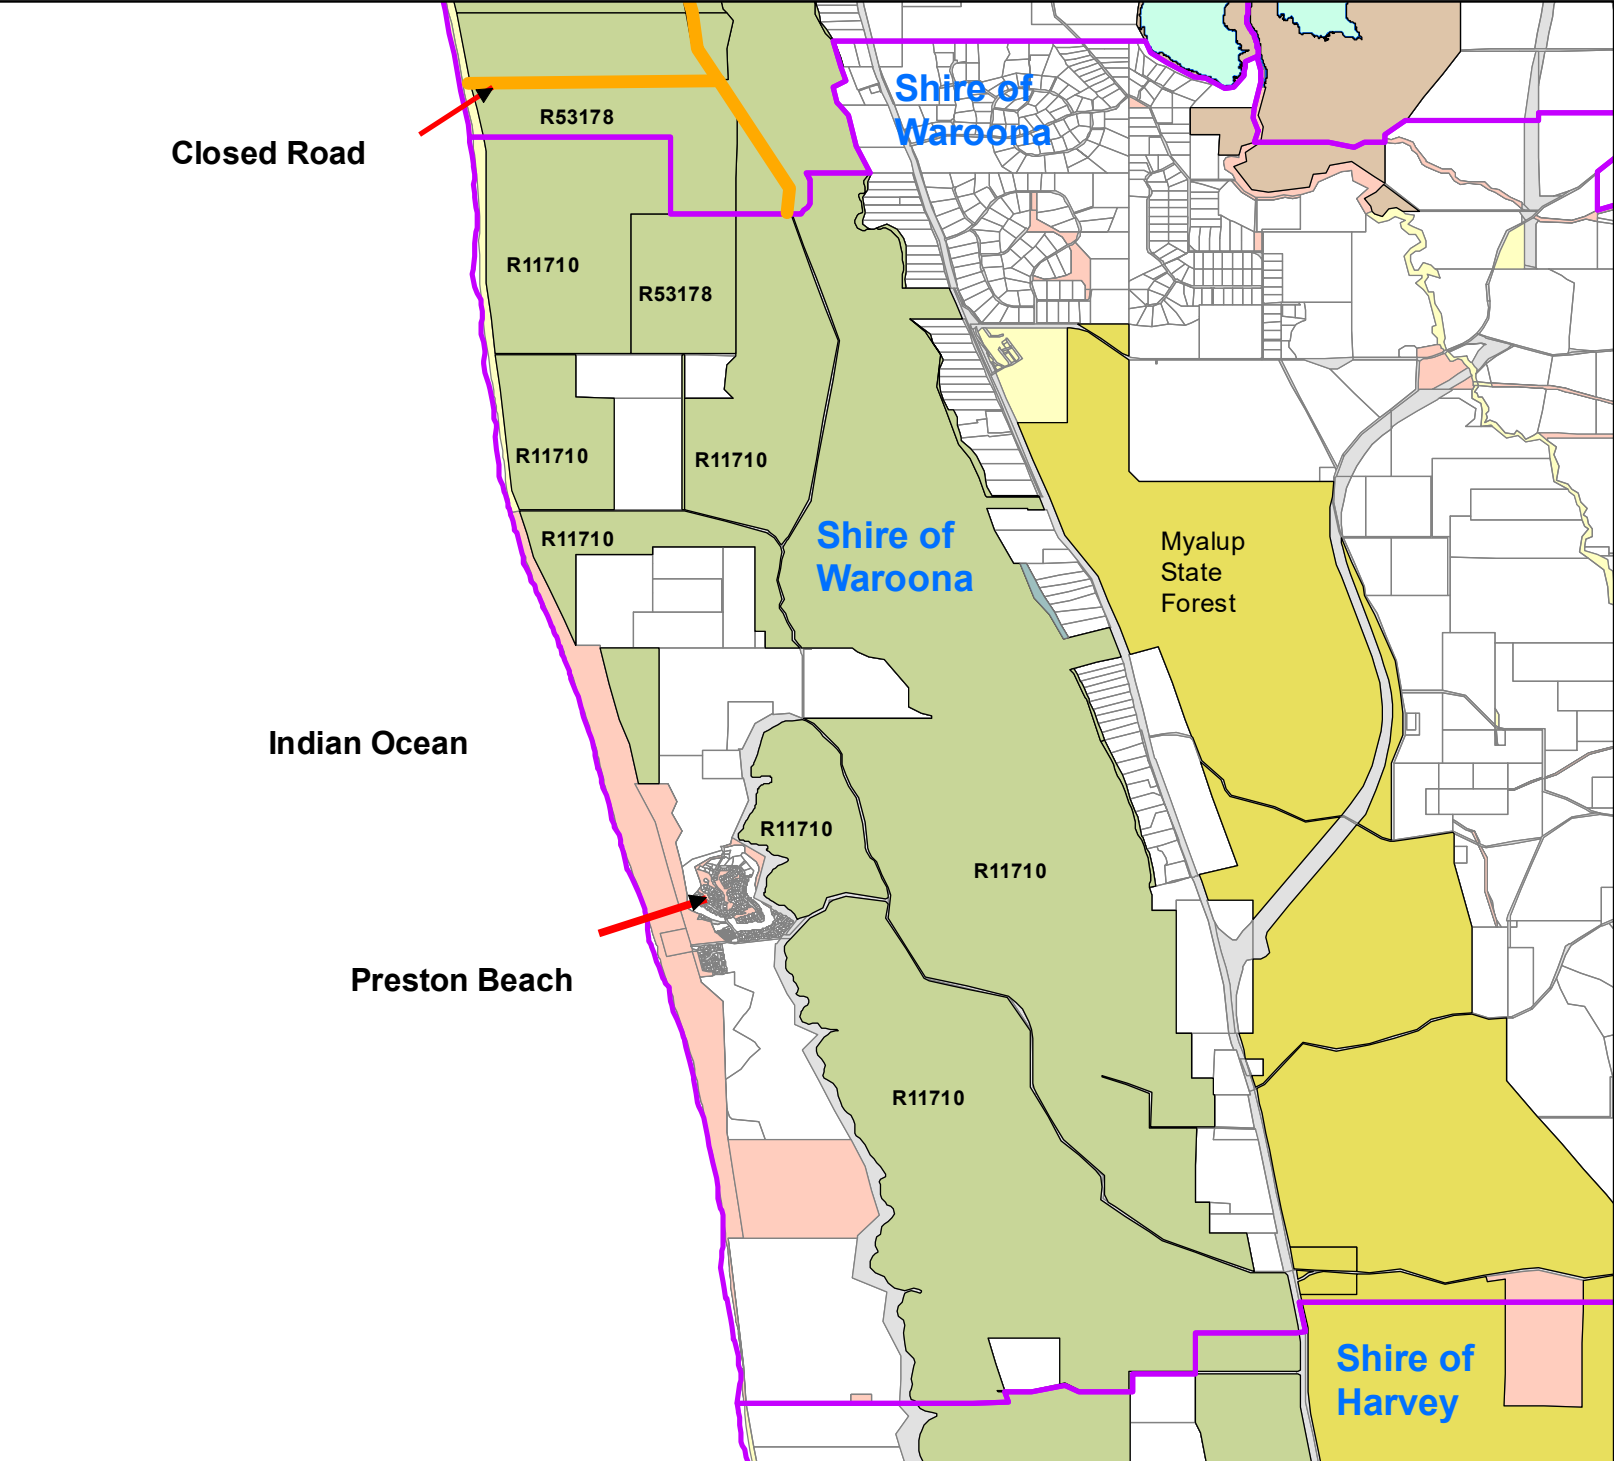 Shire of
Waroona
R53178
Closed Road
R11710
R53178
R11710
R11710
Shire of
Waroona
R11710
Myalup
State
Forest
Indian Ocean
R11710
R11710
Preston Beach
R11710
Shire of
Harvey